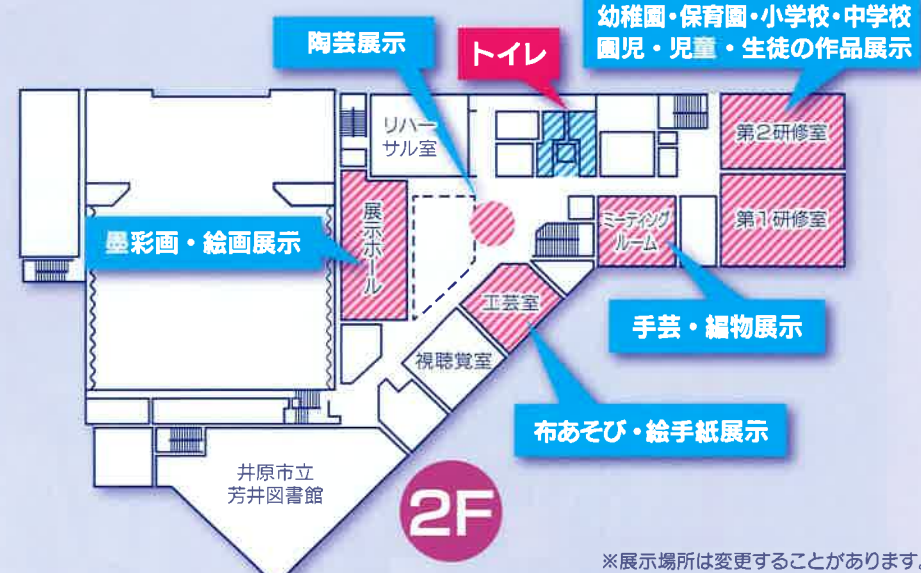 幼稚園・保育園・小学校・中学校
園児・児童・生徒の作品展示
陶芸展示
トイレ
リハー
サル室
第2研修室
展示ホール
墨彩画・絵画展示
ミーティング
ルーム
第1研修室
工芸室
手芸・編物展示
視聴覚室
布あそび・絵手紙展示
井原市立
芳井図書館
2F
※展示場所は変更することがあります。